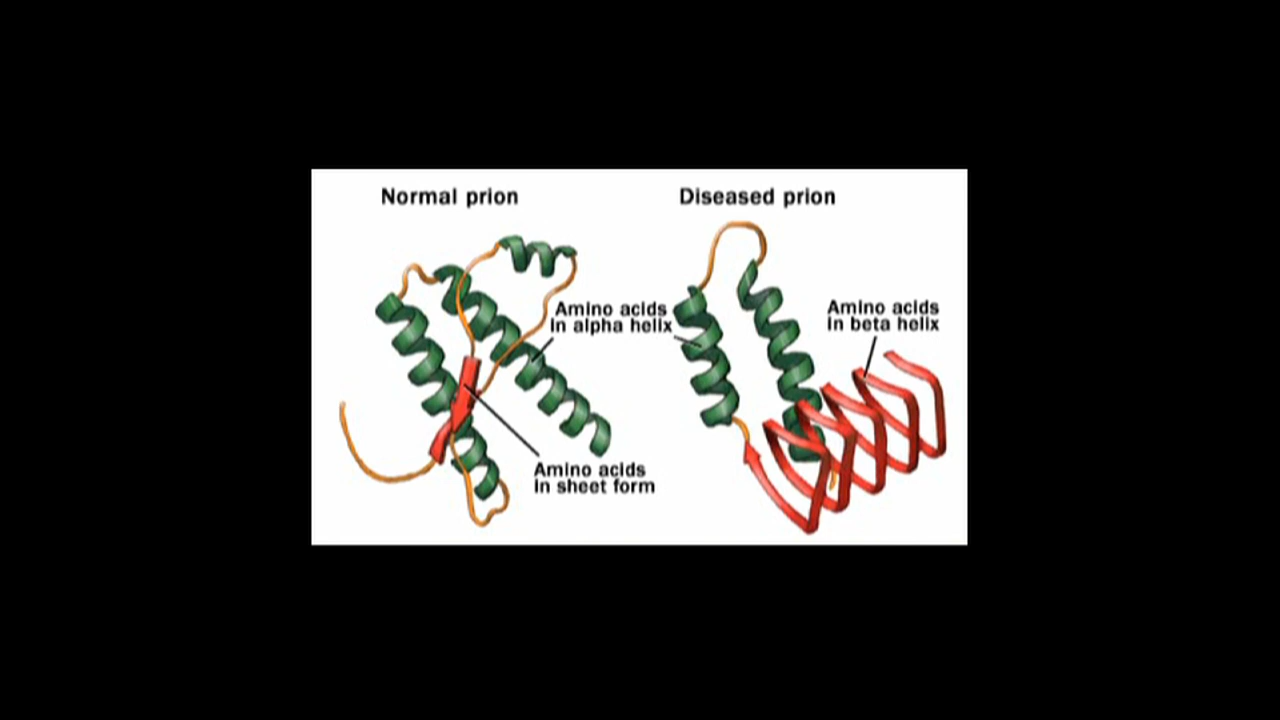 Normal prion
Diseased prion
Amino acids
in alpha helix
Amino acids
in beta helix
Amino acids
in sheet form